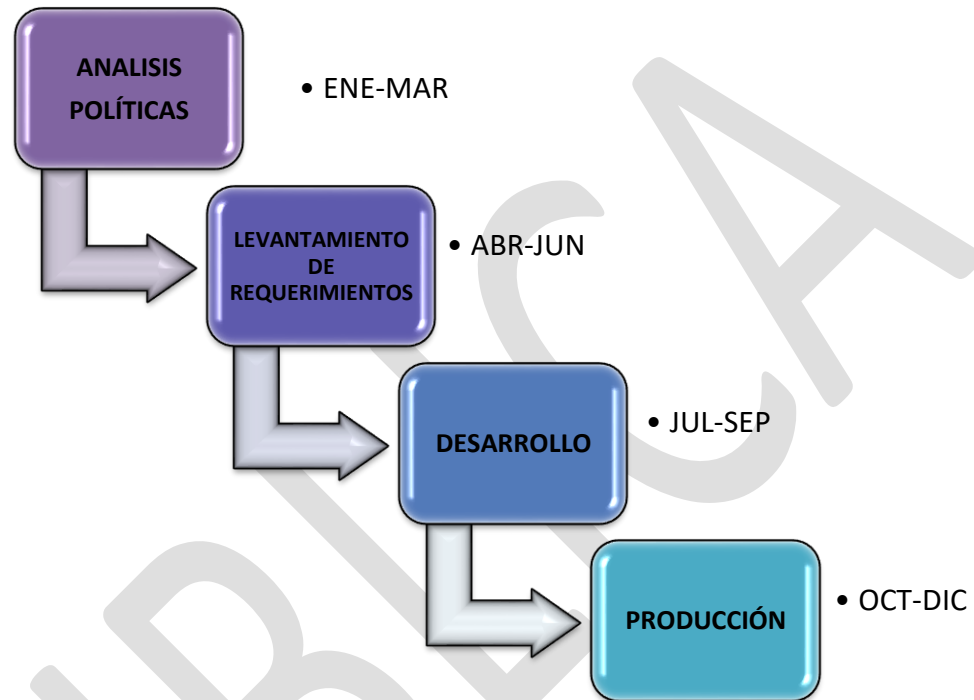 ANALISIS
POLÍTICAS
• ENE-MAR
LEVANTAMIENTO
DE
REQUERIMIENTOS
• ABR-JUN
DESARROLLO
• JUL-SEP
PRODUCCIÓN
• OCT-DIC